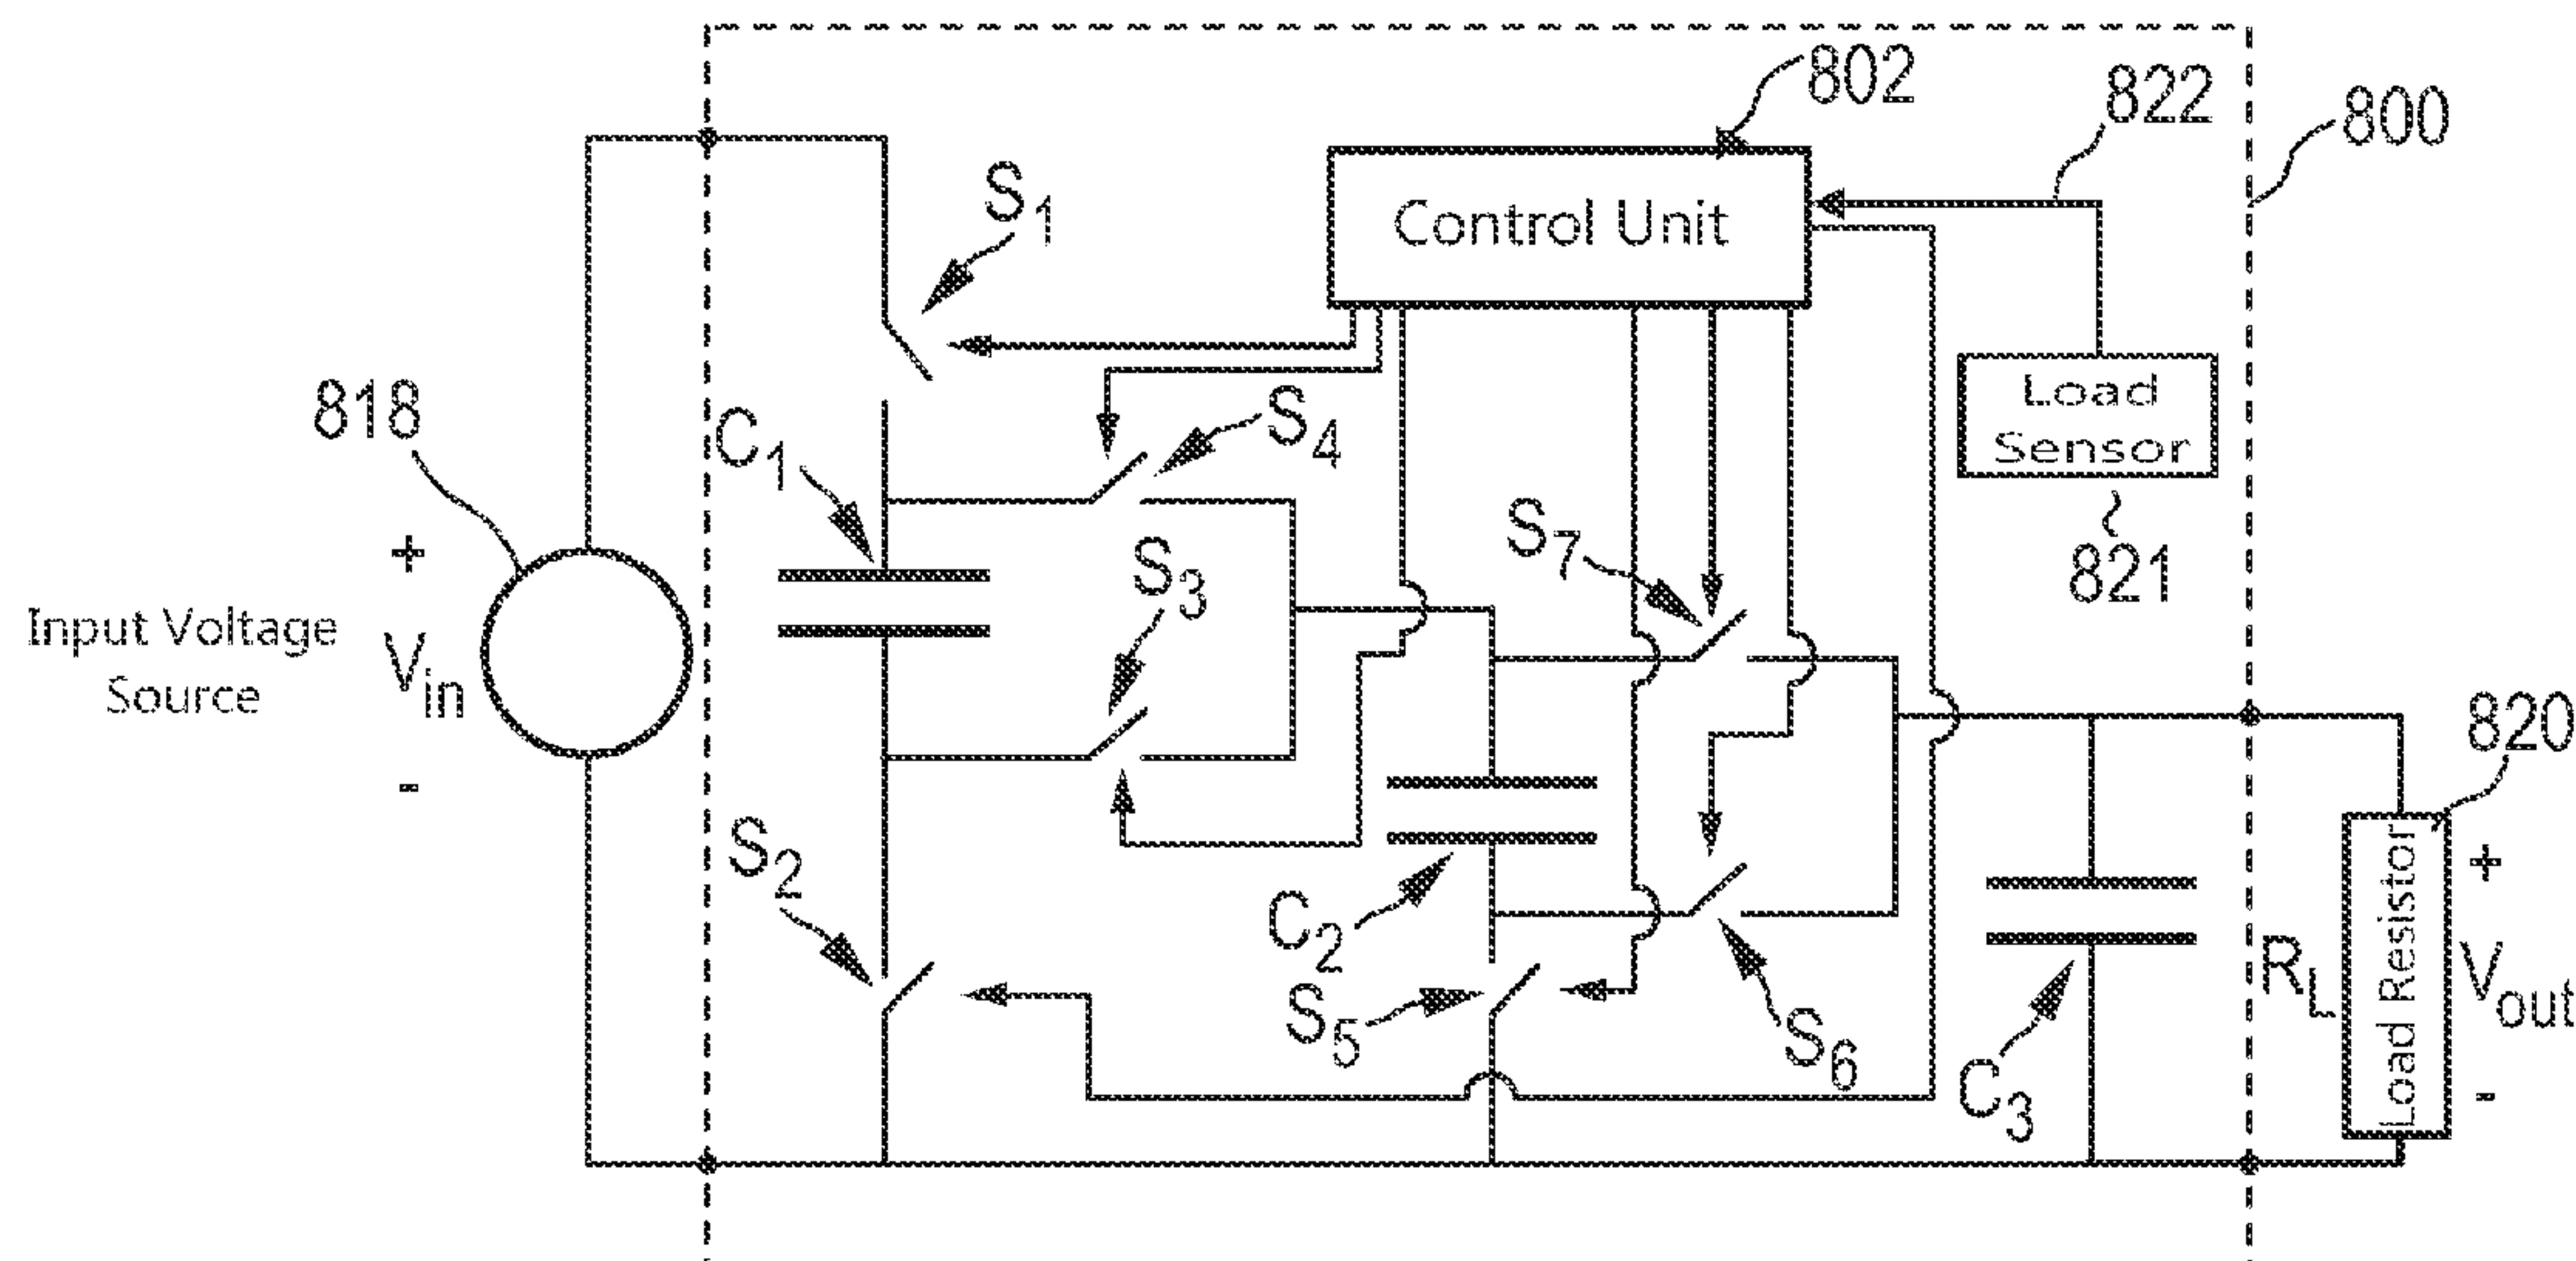 802
822
800
S1
Control Unit
818
C1
S4
Load
Sensor
S7
S3
821
+
Input Voltage
Source
Vin
-
820
S2
C2
+
Load Resistor
RL
Vout
S5
S6
C3
-